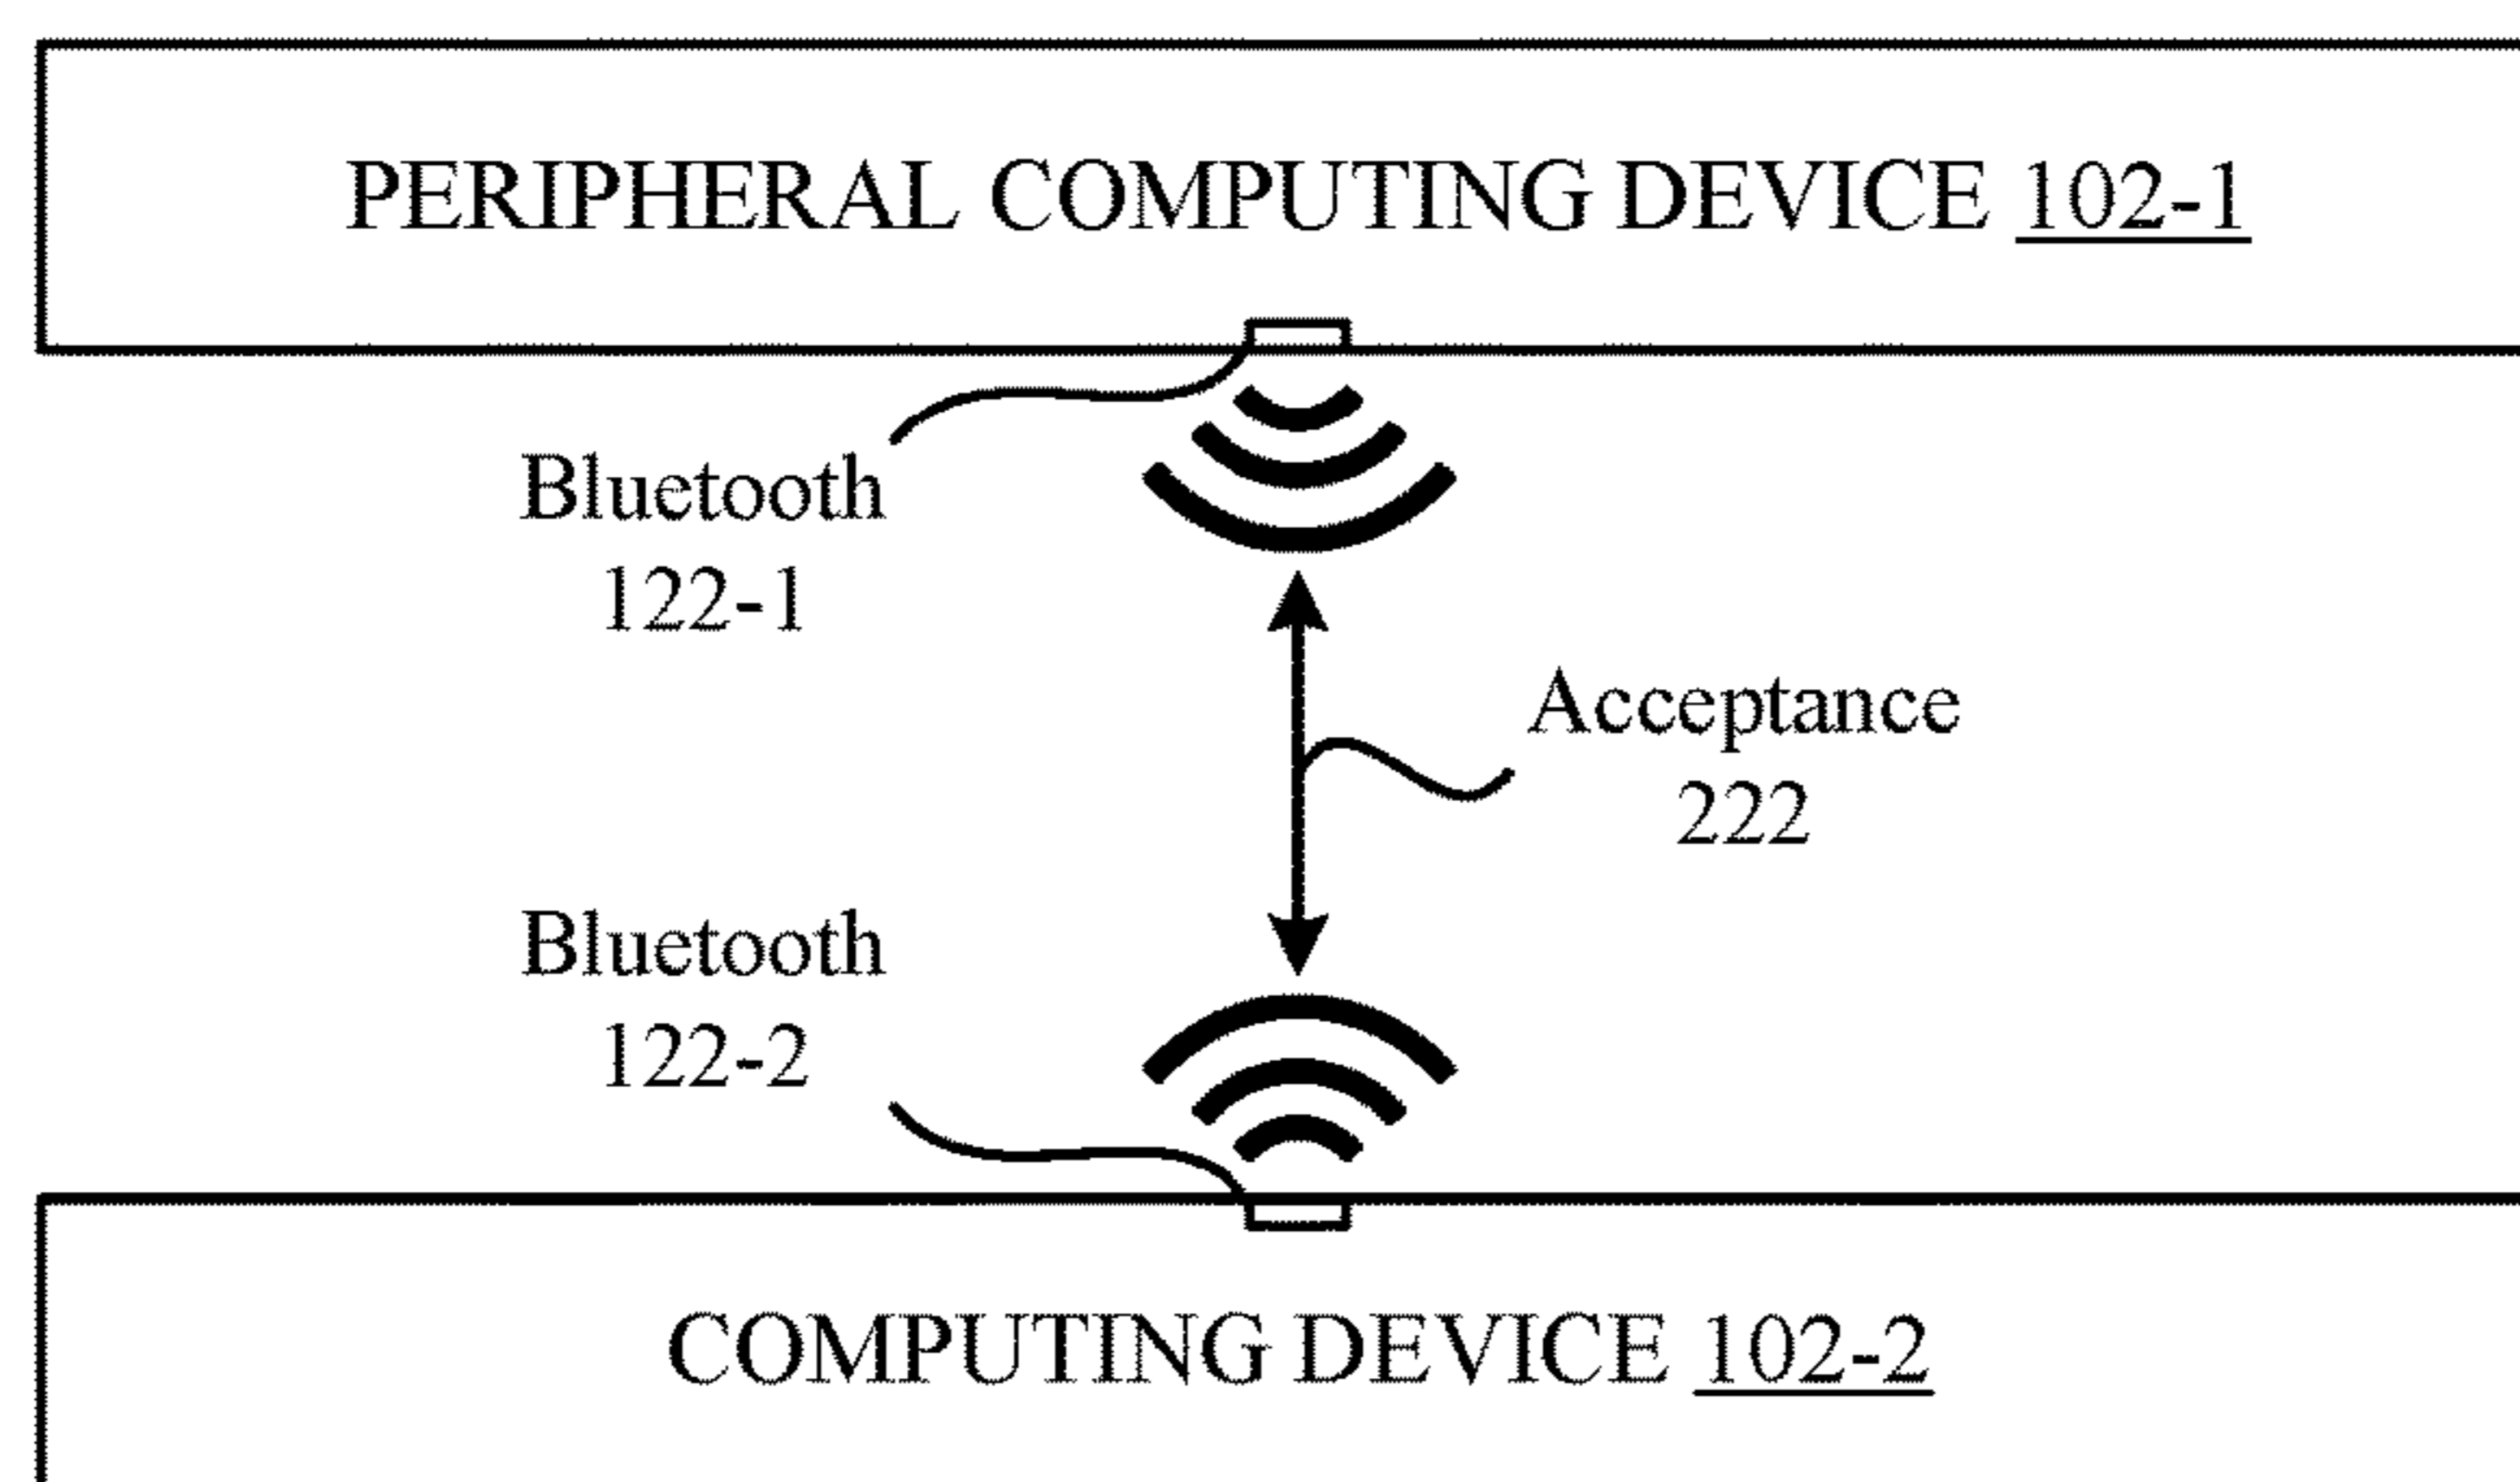 PERIPHERAL COMPUTING DEVICE 102-1
Bluetooth
122-1
Acceptance
222
Bluetooth
122-2
COMPUTING DEVICE 102-2